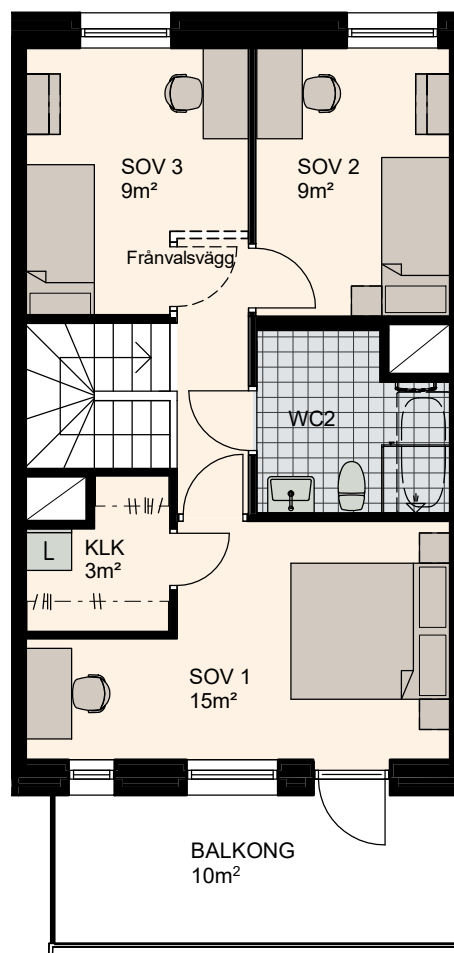 SOV 3
9m²
SOV 2
9m²
Frånvalsvägg
WC2
L
KLK
3m²
SOV 1
15m²
BALKONG
10m²